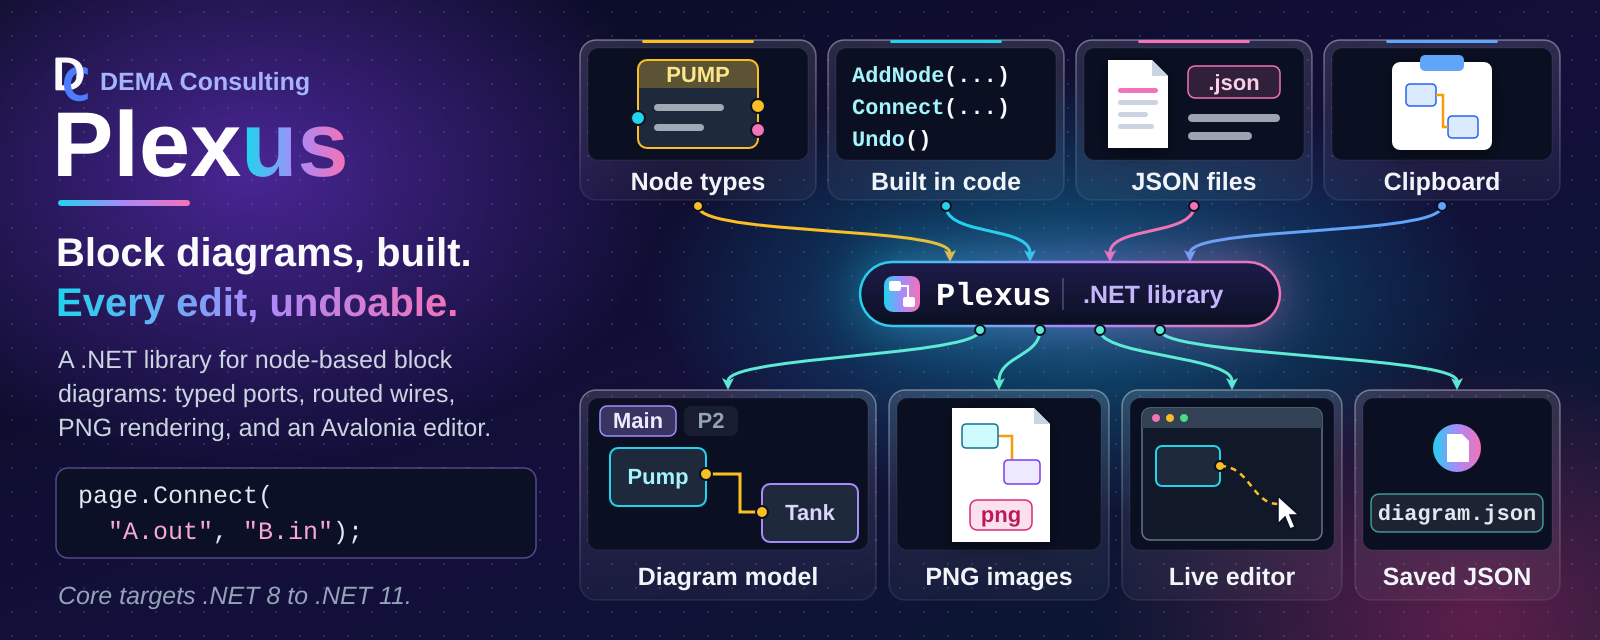 DC DEMA Consulting
Plexus
Block diagrams, built.
Every edit, undoable.
A .NET library for node-based block
diagrams: typed ports, routed wires,
PNG rendering, and an Avalonia editor.
page.Connect(
"A.out", "B.in");
Core targets .NET 8 to .NET 11.
PUMP
Node types
AddNode(...)
Connect(...)
Undo()
Built in code
.json
JSON files
Clipboard
Plexus .NET library
Main P2
Pump
Tank
Diagram model
png
PNG images
Live editor
diagram.json
Saved JSON